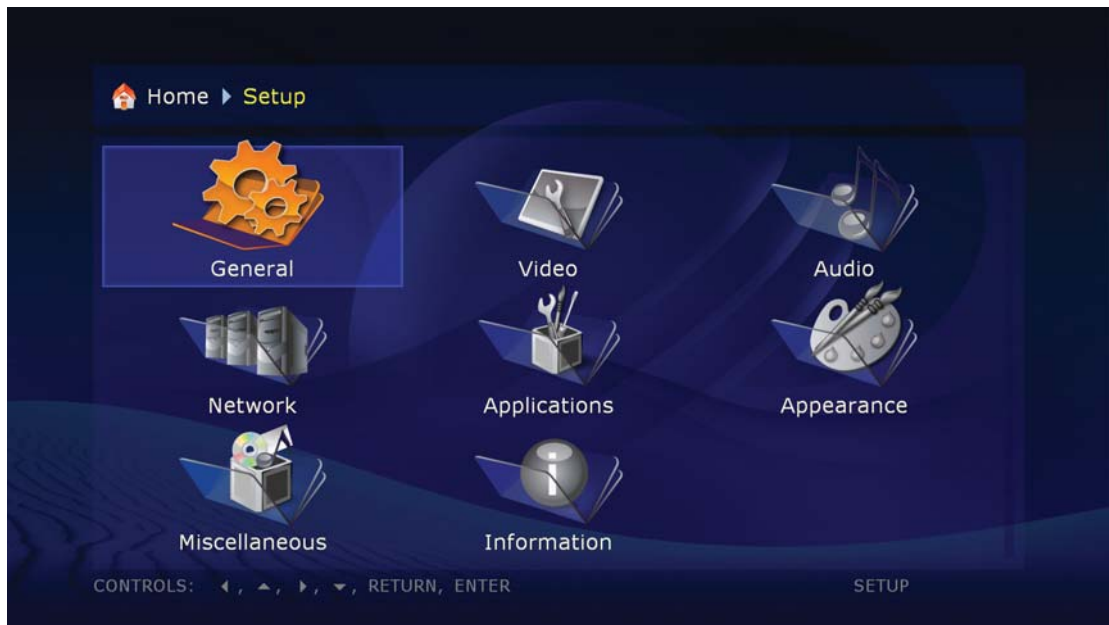 Home ▶ Setup
General
Video
Audio
Network
Applications
Appearance
Miscellaneous
Information
CONTROLS: ◀, ▲, ▶, ▼, RETURN, ENTER
SETUP